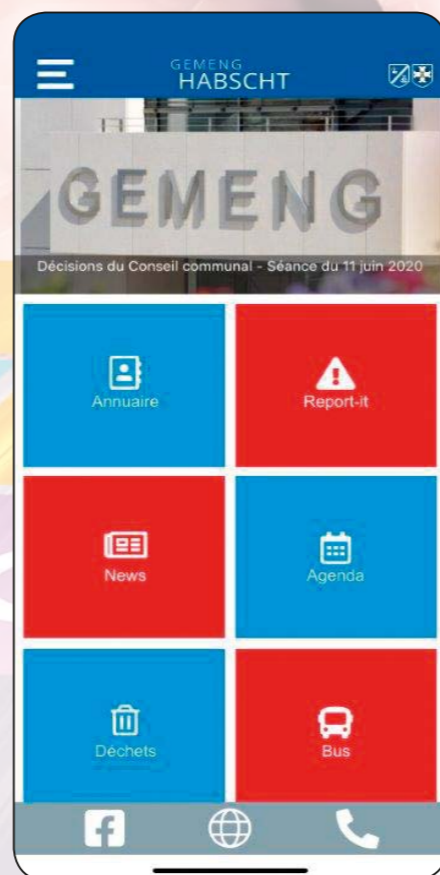 GEMENG
HABSCHT
GEMENG
Décisions du Conseil communal - Séance du 11 juin 2020
Annuaire
Report-it
News
Agenda
Déchets
Bus